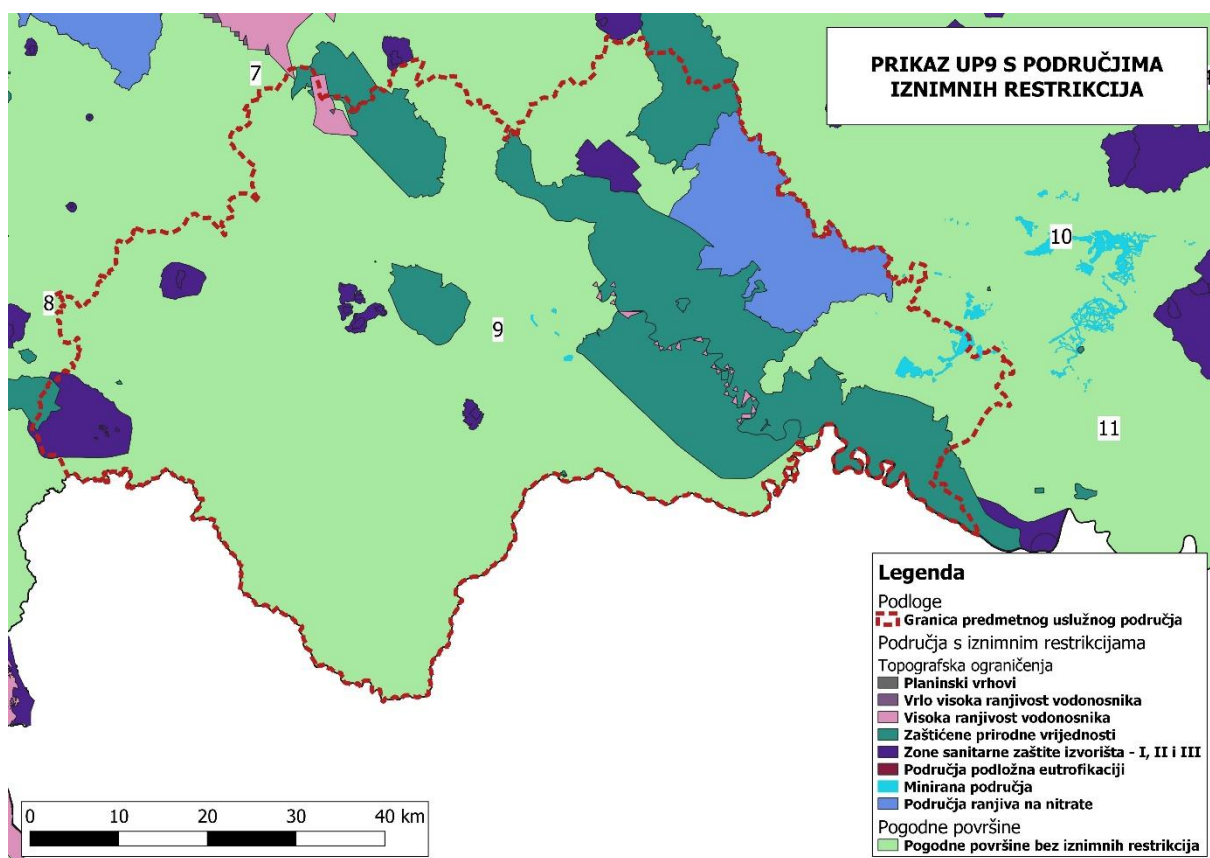 PRIKAZ UP9 S PODRUČJIMA
IZNIMNIH RESTRIKCIJA
7
8
9
10
11
Legenda
Podloge
Granica predmetnog uslužnog područja
Područja s iznimnim restrikcijama
Topografska ograničenja
Planinski vrhovi
Vrlo visoka ranjivost vodonosnika
Visoka ranjivost vodonosnika
Zaštićene prirodne vrijednosti
Zone sanitarne zaštite izvorišta - I, II i III
Područja podložna eutrofikaciji
Minirana područja
Područja ranjiva na nitrate
Pogodne površine
Pogodne površine bez iznimnih restrikcija
0 10 20 30 40 km